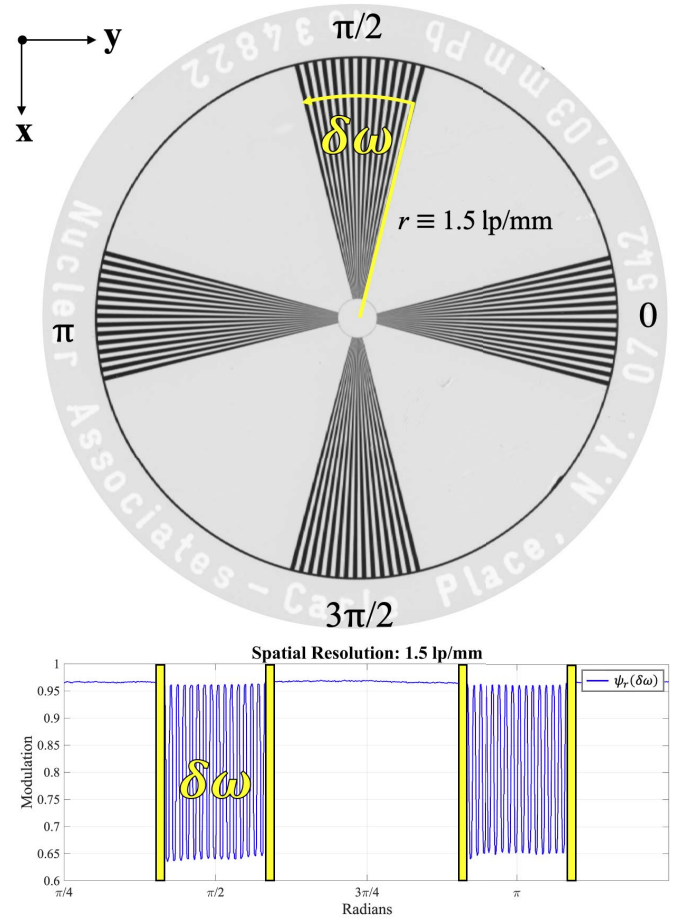 y
x
π/2
δω
r ≡ 1.5 lp/mm
π
0
3π/2
Nuclear Associates – Carle Place, N.Y. 07 542 0,03 mm Pb
34822
Spatial Resolution: 1.5 lp/mm
ψᵣ(δω)
Modulation
1
0.95
0.9
0.85
0.8
0.75
0.7
0.65
0.6
δω
π/4
π/2
3π/4
π
Radians